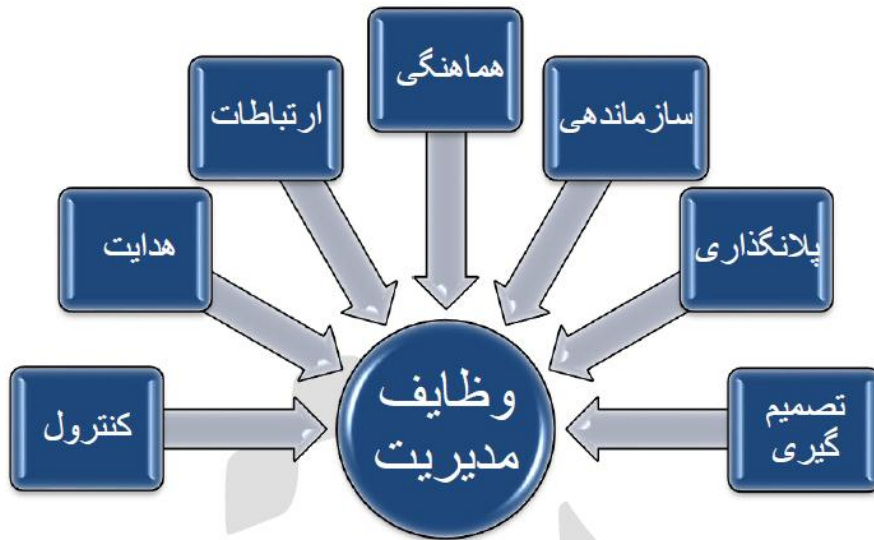 هماهنگی
سازماندهی
ارتباطات
پلانگذاری
هدایت
تصمیم
گیری
کنترول
وظایف
مدیریت